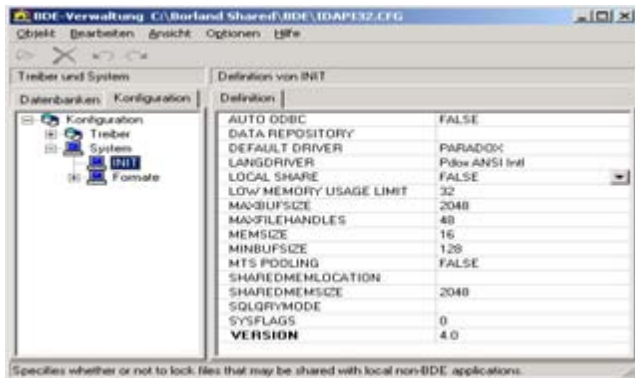 BDE-Verwaltung C:\Borland Shared\BDE\IDAPI32.CFG
Objekt Bearbeiten Ansicht Optionen Hilfe
Treiber und System
Definition von INIT
Datenbanken Konfiguration
Definition
Konfiguration
Treiber
System
INIT
Formate
AUTO ODBC FALSE
DATA REPOSITORY
DEFAULT DRIVER PARADOX
LANGDRIVER Pdox ANSI Intl
LOCAL SHARE FALSE
LOW MEMORY USAGE LIMIT 32
MAXBUFSIZE 2048
MAXFILEHANDLES 48
MEMSIZE 16
MINBUFSIZE 128
MTS POOLING FALSE
SHAREDMEMLOCATION
SHAREDMEMSIZE 2048
SQLQRYMODE
SYSFLAGS 0
VERSION 4.0
Specifies whether or not to lock files that may be shared with local non-BDE applications.